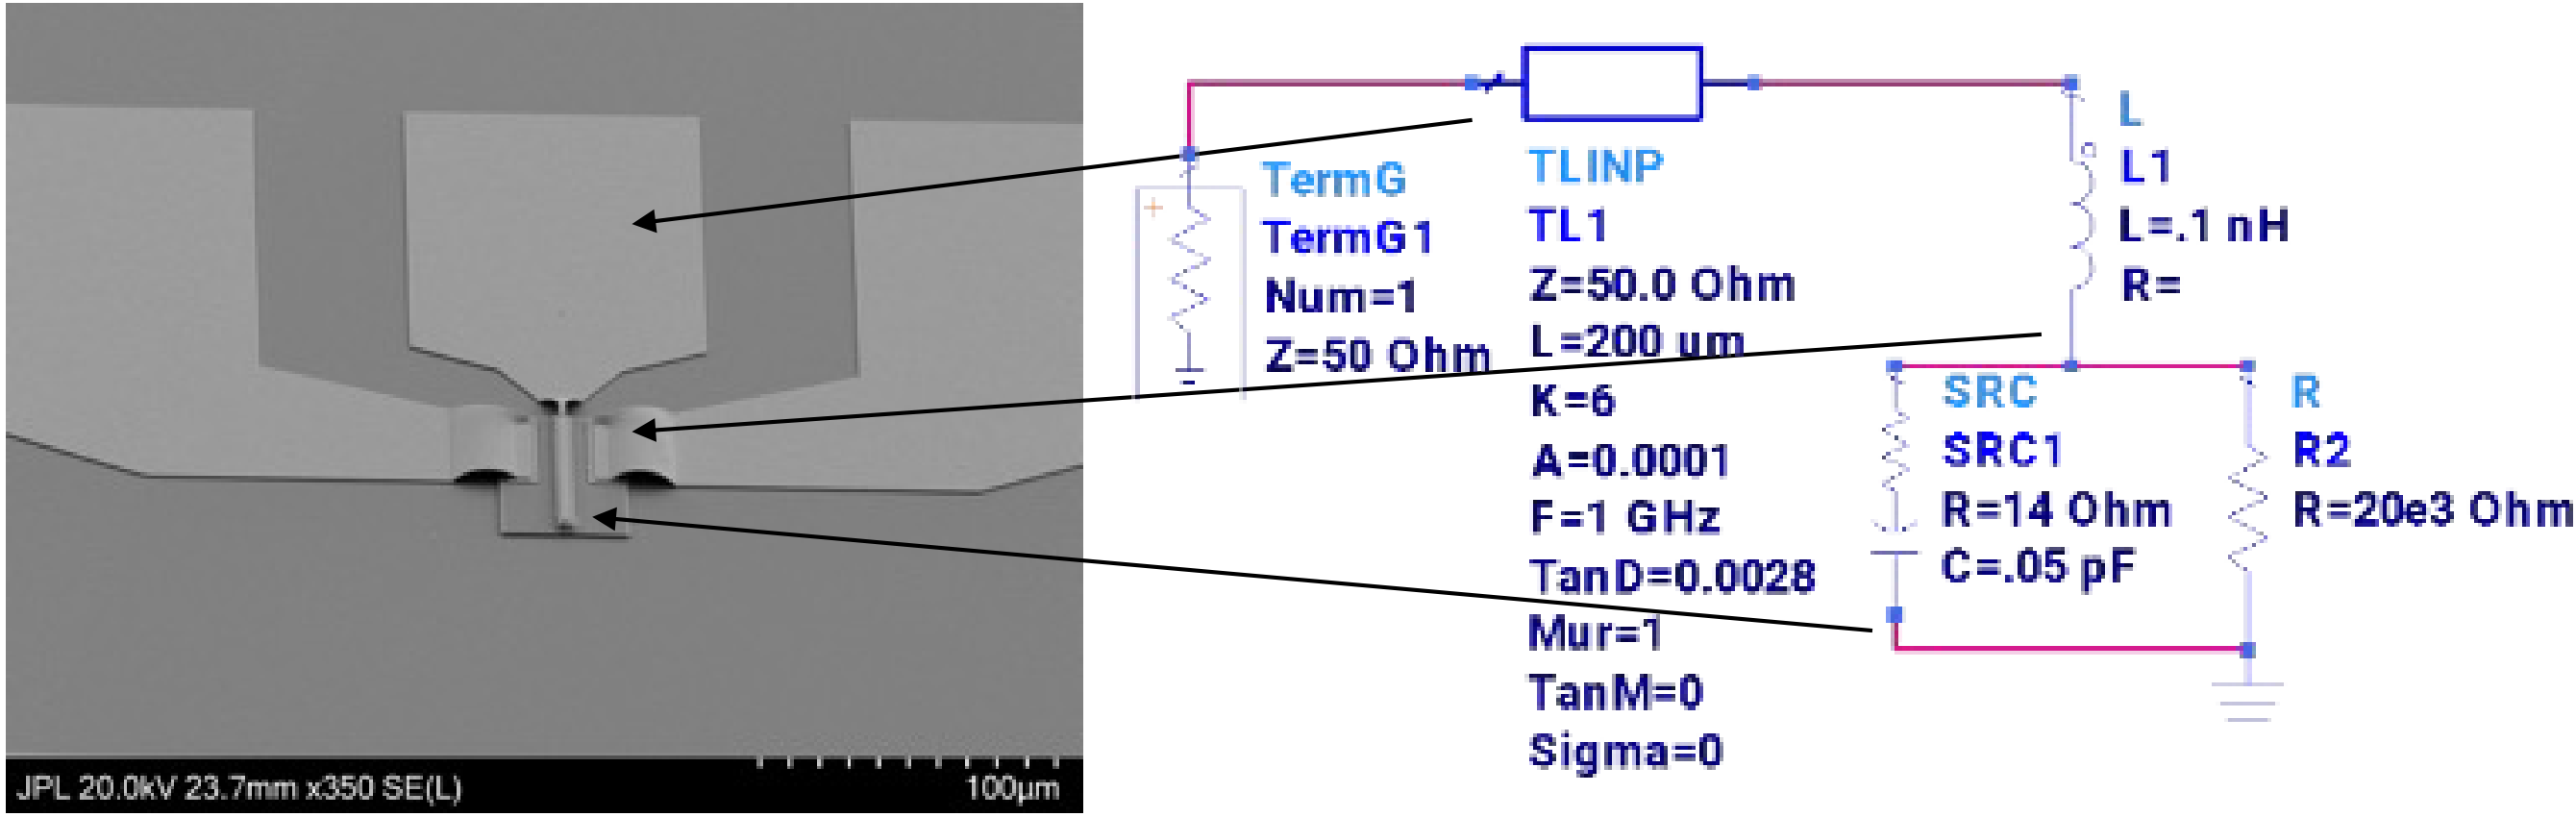 JPL 20.0kV 23.7mm x350 SE(L)
100µm
TermG
TermG1
Num=1
Z=50 Ohm
TLINP
TL1
Z=50.0 Ohm
L=200 um
K=6
A=0.0001
F=1 GHz
TanD=0.0028
Mur=1
TanM=0
Sigma=0
L
L1
L=.1 nH
R=
SRC
SRC1
R=14 Ohm
C=.05 pF
R
R2
R=20e3 Ohm